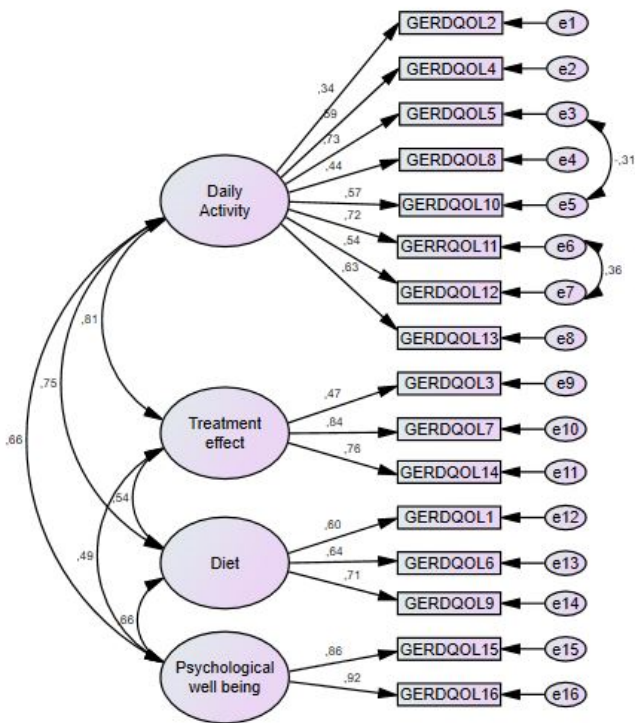 GERDQOL2 e1
,34
GERDQOL4 e2
,59
GERDQOL5 e3
,73
GERDQOL8 e4
,44
-,31
Daily
Activity
,57
GERDQOL10 e5
,72
GERRQOL11 e6
,54
,36
GERDQOL12 e7
,63
GERDQOL13 e8
,81
,75
,66
GERDQOL3 e9
,47
Treatment
effect
,84
GERDQOL7 e10
,76
GERDQOL14 e11
,54
,49
GERDQOL1 e12
,60
Diet
,64
GERDQOL6 e13
,71
GERDQOL9 e14
,66
Psychological
well being
,86
GERDQOL15 e15
,92
GERDQOL16 e16